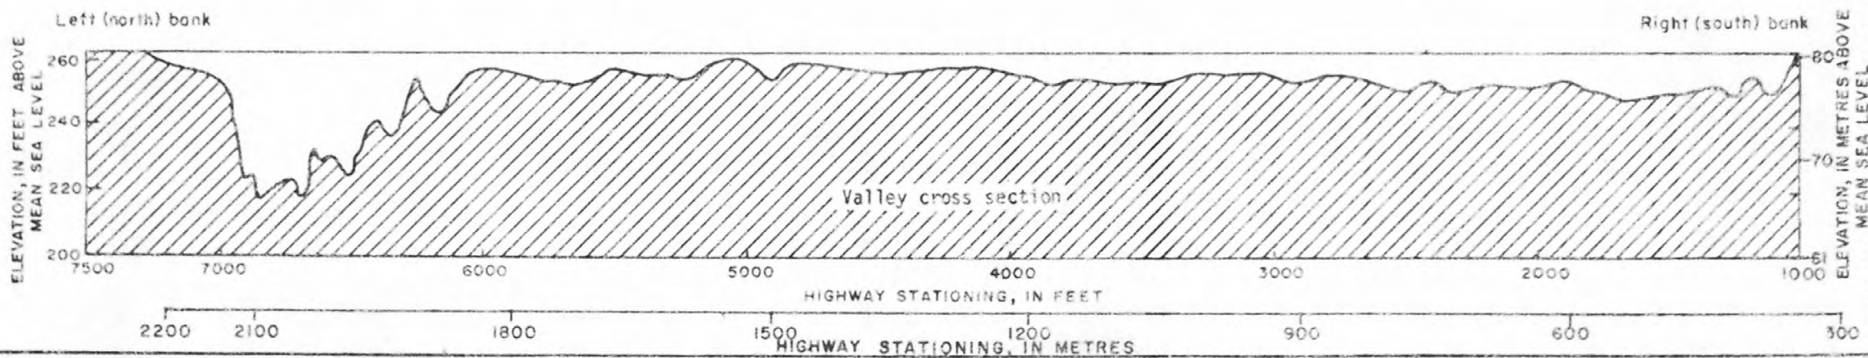 Left (north) bank
Right (south) bank
ELEVATION, IN FEET ABOVE
MEAN SEA LEVEL
260
240
220
200
80
70
61
ELEVATION, IN METRES ABOVE
MEAN SEA LEVEL
Valley cross section
7500 7000 6000 5000 4000 3000 2000 1000
HIGHWAY STATIONING, IN FEET
2200 2100 1800 1500 1200 900 600 300
HIGHWAY STATIONING, IN METRES